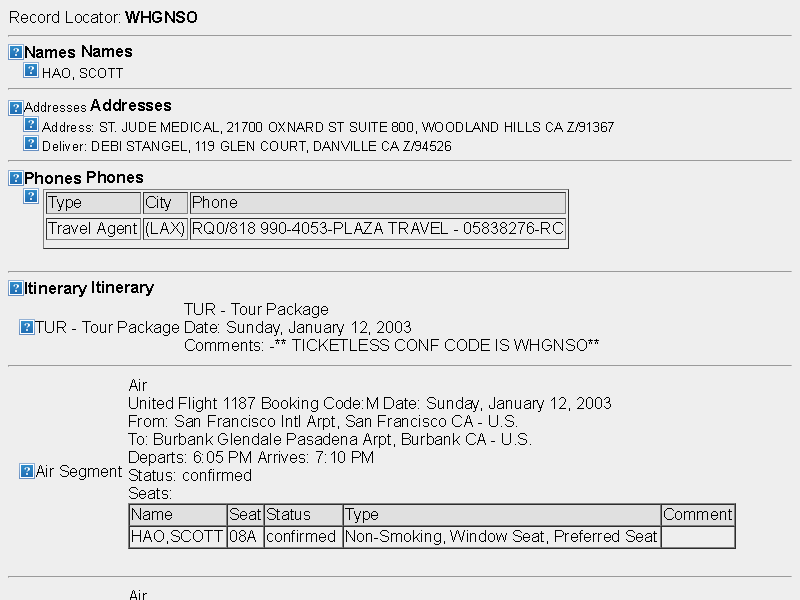 Record Locator: WHGNSO
Names Names
HAO, SCOTT
Addresses Addresses
Address: ST. JUDE MEDICAL, 21700 OXNARD ST SUITE 800, WOODLAND HILLS CA Z/91367
Deliver: DEBI STANGEL, 119 GLEN COURT, DANVILLE CA Z/94526
Phones Phones
Type City Phone
Travel Agent (LAX) RQ0/818 990-4053-PLAZA TRAVEL - 05838276-RC
Itinerary Itinerary
TUR - Tour Package
TUR - Tour Package Date: Sunday, January 12, 2003
Comments: -** TICKETLESS CONF CODE IS WHGNSO**
Air
United Flight 1187 Booking Code:M Date: Sunday, January 12, 2003
From: San Francisco Intl Arpt, San Francisco CA - U.S.
To: Burbank Glendale Pasadena Arpt, Burbank CA - U.S.
Departs: 6:05 PM Arrives: 7:10 PM
Air Segment Status: confirmed
Seats:
Name Seat Status Type Comment
HAO,SCOTT 08A confirmed Non-Smoking, Window Seat, Preferred Seat
Air